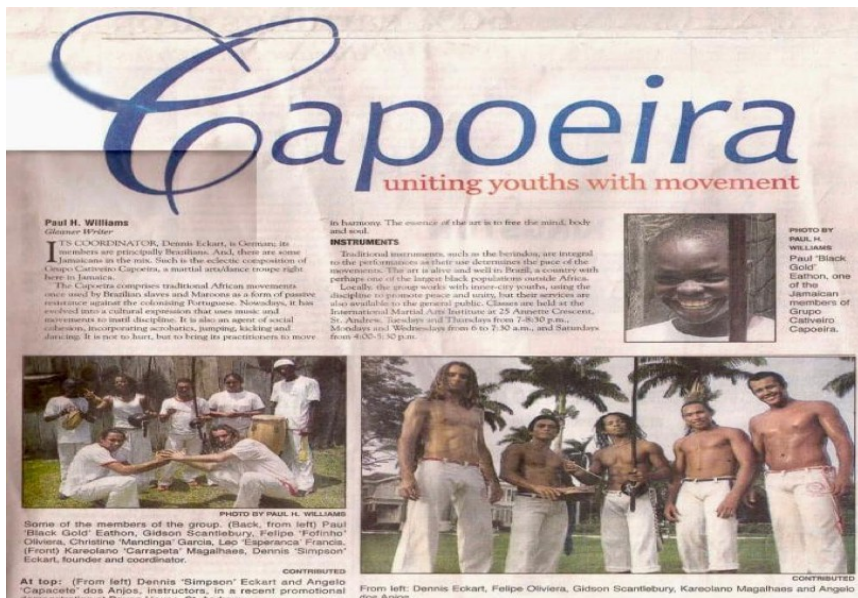 Capoeira
uniting youths with movement
Paul H. Williams
Gleaner Writer
ITS COORDINATOR, Dennis Eckart, is German; its
members are principally Brazilians. And, there are some
Jamaicans in the mix. Such is the eclectic composition of
Grupo Cativeiro Capoeira, a martial arts/dance troupe right
here in Jamaica.
The Capoeira comprises traditional African movements
once used by Brazilian slaves and Maroons as a form of passive
resistance against the colonising Portuguese. Nowadays, it has
evolved into a cultural expression that uses music and
movements to instil discipline. It is also an agent of social
cohesion, incorporating acrobatics, jumping, kicking and
dancing. It is not to hurt, but to bring its practitioners to move
in harmony. The essence of the art is to free the mind, body
and soul.
INSTRUMENTS
Traditional instruments, such as the berindos, are integral
to the performances as their use determines the pace of the
movements. The art is alive and well in Brazil, a country with
perhaps one of the largest black populations outside Africa.
Locally, the group works with inner-city youths, using the
discipline to promote peace and unity, but their services are
also available to the general public. Classes are held at the
International Martial Arts Institute at 25 Annette Crescent,
St. Andrew, Tuesdays and Thursdays from 7-8:30 p.m.,
Mondays and Wednesdays from 6 to 7:30 a.m., and Saturdays
from 4:00-5:30 p.m.
PHOTO BY
PAUL H.
WILLIAMS
Paul 'Black
Gold'
Eathon, one
of the
Jamaican
members of
Grupo
Cativeiro
Capoeira.
PHOTO BY PAUL H. WILLIAMS
Some of the members of the group. (Back, from left) Paul
'Black Gold' Eathon, Gidson Scantlebury, Felipe 'Fofinho'
Oliviera, Christine 'Mandinga' Garcia, Leo 'Esperanca' Francis.
(Front) Kareolano 'Carrapeta' Magalhaes, Dennis 'Simpson'
Eckart, founder and coordinator.
CONTRIBUTED
At top: (From left) Dennis 'Simpson' Eckart and Angelo
'Capacete' dos Anjos, instructors, in a recent promotional
CONTRIBUTED
From left: Dennis Eckart, Felipe Oliviera, Gidson Scantlebury, Kareolano Magalhaes and Angelo
dos Anjos